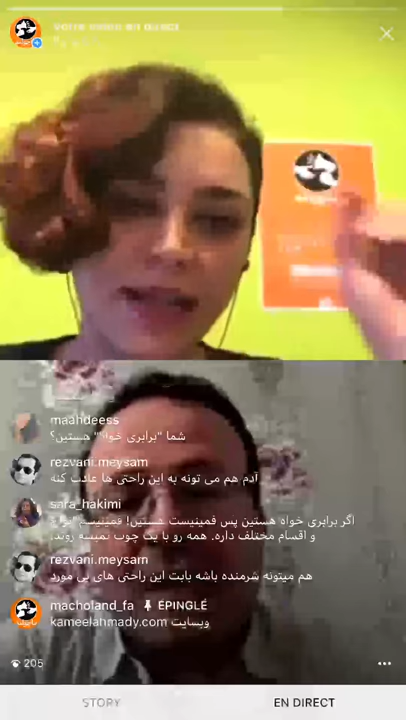 maahdeess
شما "برابری خواه" هستین؟
rezvani.meysam
آدم هم می تونه به این راحتی ها عادت کنه
sara_hakimi
اگر برابری خواه هستین پس فمینیست هستین! فمینیسم
و اقسام مختلف داره. همه رو با یک چوب نمیشه روند.
rezvani.meysam
هم میتونه شرمنده باشه بابت این راحتی های بی مورد
macholand_fa ÉPINGLÉ
kameelahmady.com وبسایت
205
STORY
EN DIRECT